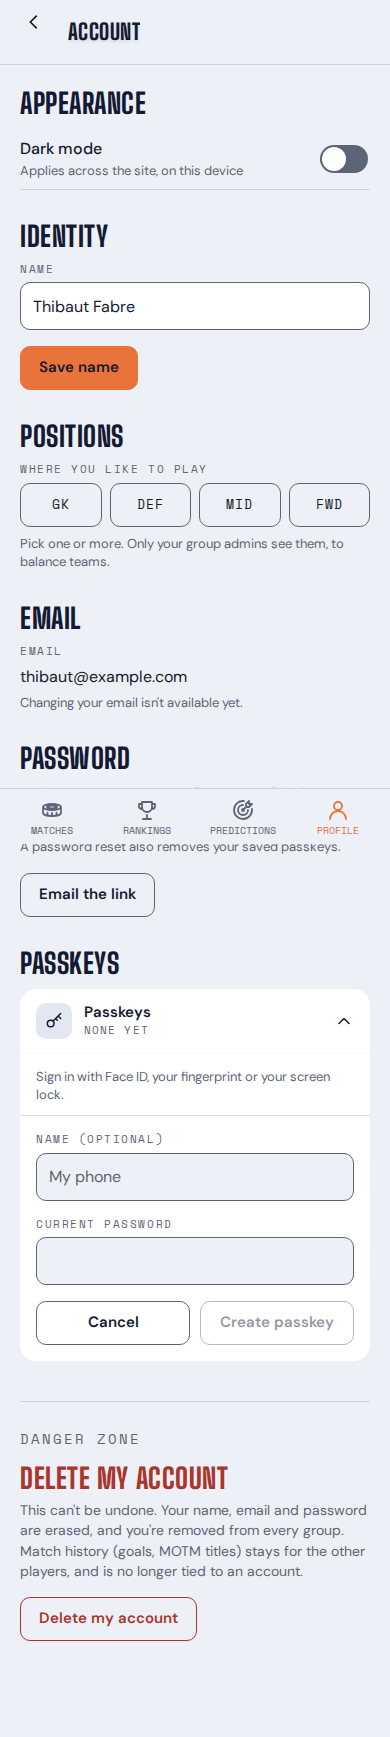 ACCOUNT
APPEARANCE
Dark mode
Applies across the site, on this device
IDENTITY
NAME
Thibaut Fabre
Save name
POSITIONS
WHERE YOU LIKE TO PLAY
GK DEF MID FWD
Pick one or more. Only your group admins see them, to
balance teams.
EMAIL
EMAIL
thibaut@example.com
Changing your email isn't available yet.
PASSWORD
MATCHES RANKINGS PREDICTIONS PROFILE
A password reset also removes your saved passkeys.
Email the link
PASSKEYS
Passkeys
NONE YET
Sign in with Face ID, your fingerprint or your screen
lock.
NAME (OPTIONAL)
My phone
CURRENT PASSWORD
Cancel Create passkey
DANGER ZONE
DELETE MY ACCOUNT
This can't be undone. Your name, email and password
are erased, and you're removed from every group.
Match history (goals, MOTM titles) stays for the other
players, and is no longer tied to an account.
Delete my account